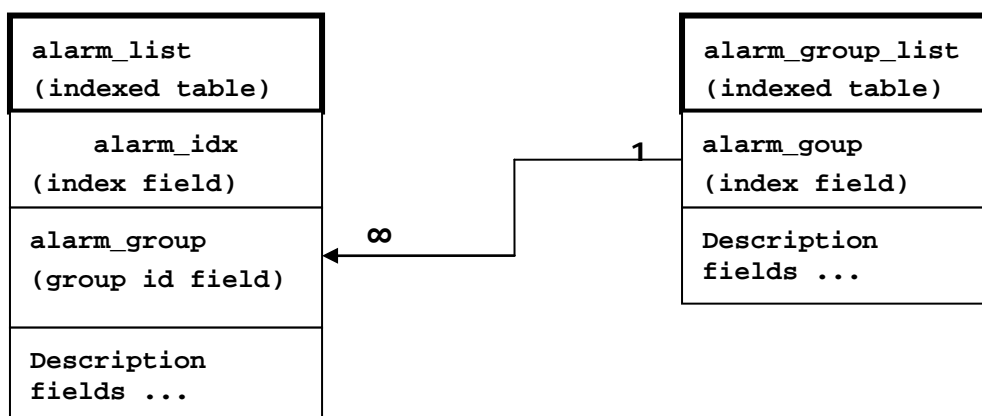 alarm_list
(indexed table)
alarm_idx
(index field)
alarm_group
(group id field)
Description
fields ...
∞
1
alarm_group_list
(indexed table)
alarm_goup
(index field)
Description
fields ...